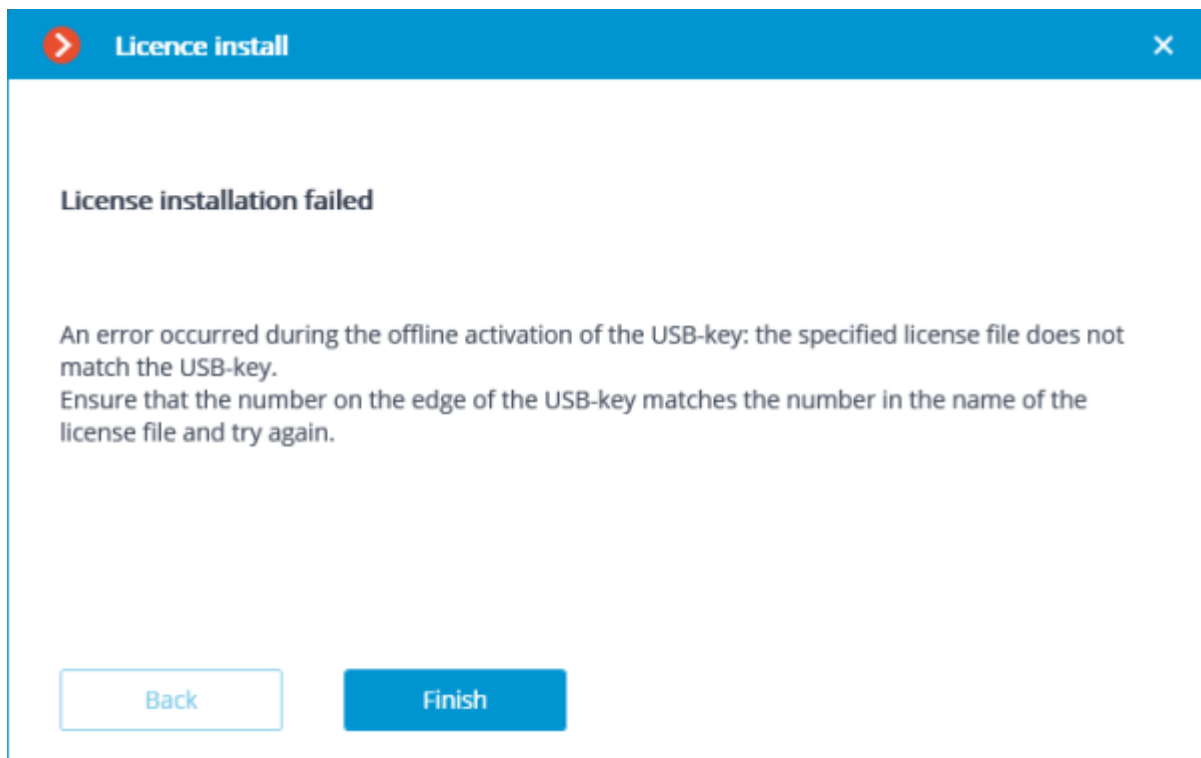 Licence install
License installation failed
An error occurred during the offline activation of the USB-key: the specified license file does not
match the USB-key.
Ensure that the number on the edge of the USB-key matches the number in the name of the
license file and try again.
Back
Finish